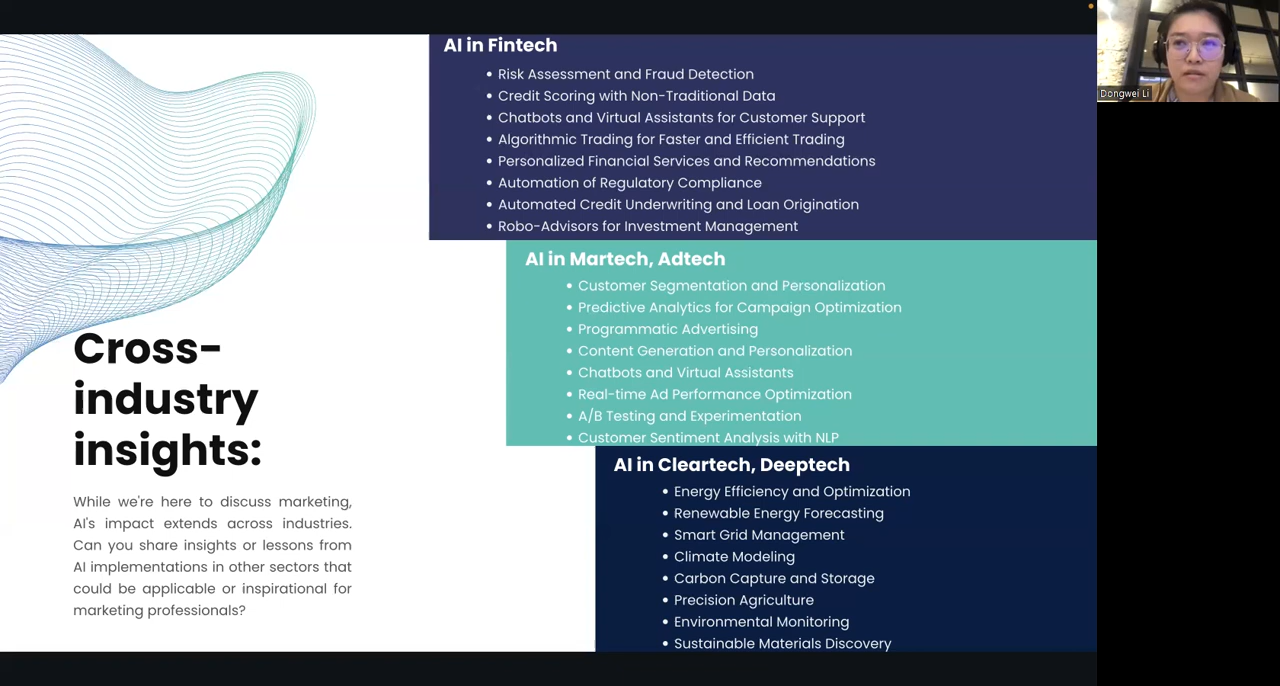 AI in Fintech
Risk Assessment and Fraud Detection
Credit Scoring with Non-Traditional Data
Chatbots and Virtual Assistants for Customer Support
Algorithmic Trading for Faster and Efficient Trading
Personalized Financial Services and Recommendations
Automation of Regulatory Compliance
Automated Credit Underwriting and Loan Origination
Robo-Advisors for Investment Management
AI in Martech, Adtech
Customer Segmentation and Personalization
Predictive Analytics for Campaign Optimization
Programmatic Advertising
Content Generation and Personalization
Chatbots and Virtual Assistants
Real-time Ad Performance Optimization
A/B Testing and Experimentation
Customer Sentiment Analysis with NLP
AI in Cleartech, Deeptech
Energy Efficiency and Optimization
Renewable Energy Forecasting
Smart Grid Management
Climate Modeling
Carbon Capture and Storage
Precision Agriculture
Environmental Monitoring
Sustainable Materials Discovery
Cross-
industry
insights:
While we're here to discuss marketing,
AI's impact extends across industries.
Can you share insights or lessons from
AI implementations in other sectors that
could be applicable or inspirational for
marketing professionals?
Dongwei Li